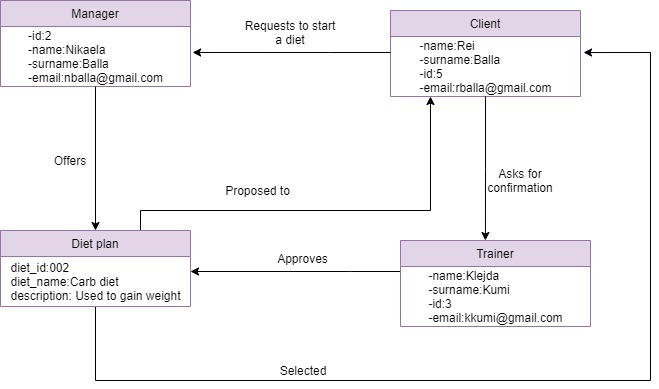 Manager
-id:2
-name:Nikaela
-surname:Balla
-email:nballa@gmail.com
Requests to start
a diet
Client
-name:Rei
-surname:Balla
-id:5
-email:rballa@gmail.com
Offers
Proposed to
Asks for
confirmation
Diet plan
diet_id:002
diet_name:Carb diet
description: Used to gain weight
Approves
Trainer
-name:Klejda
-surname:Kumi
-id:3
-email:kkumi@gmail.com
Selected